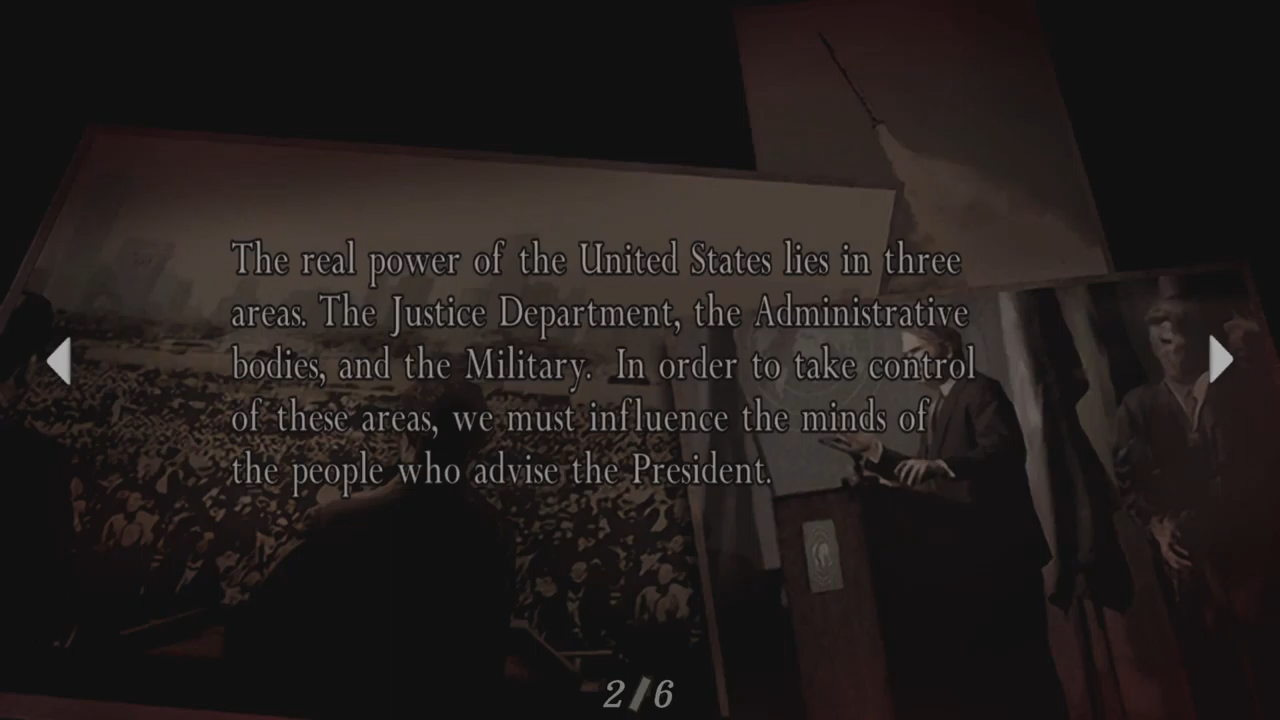 The real power of the United States lies in three
areas. The Justice Department, the Administrative
bodies, and the Military.  In order to take control
of these areas, we must influence the minds of
the people who advise the President.
2/6